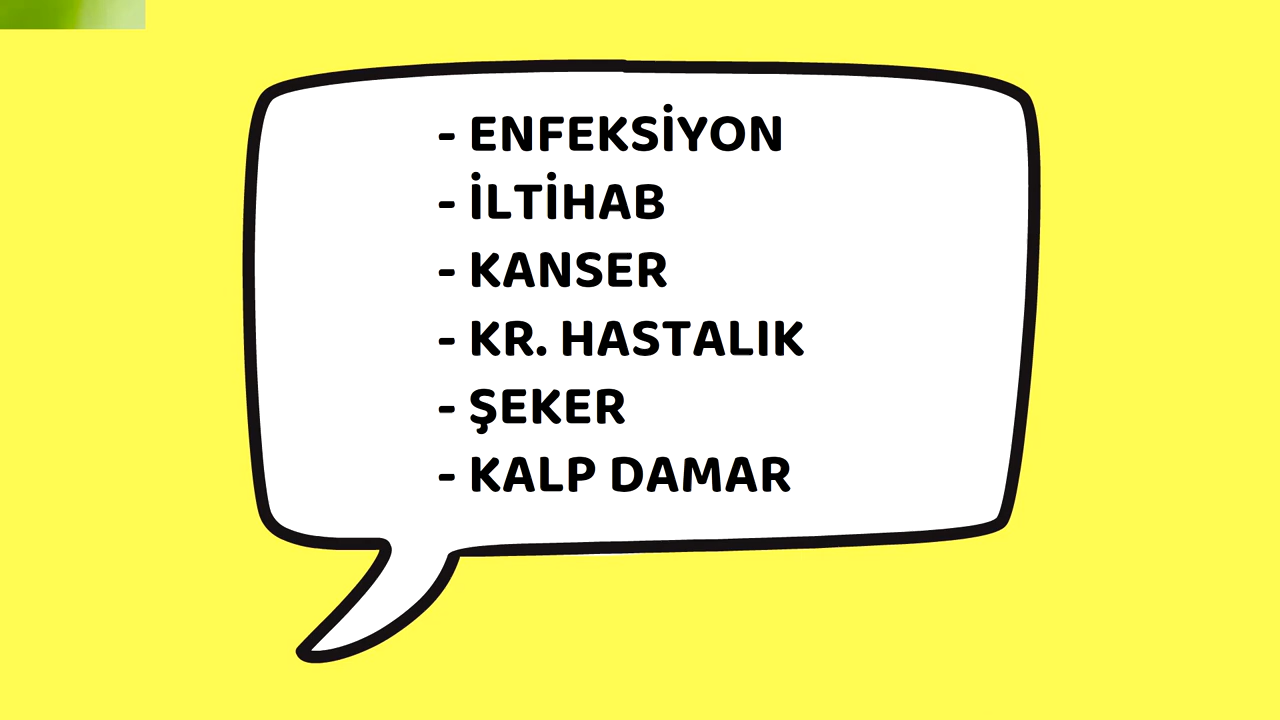 - ENFEKSİYON
- İLTİHAB
- KANSER
- KR. HASTALIK
- ŞEKER
- KALP DAMAR